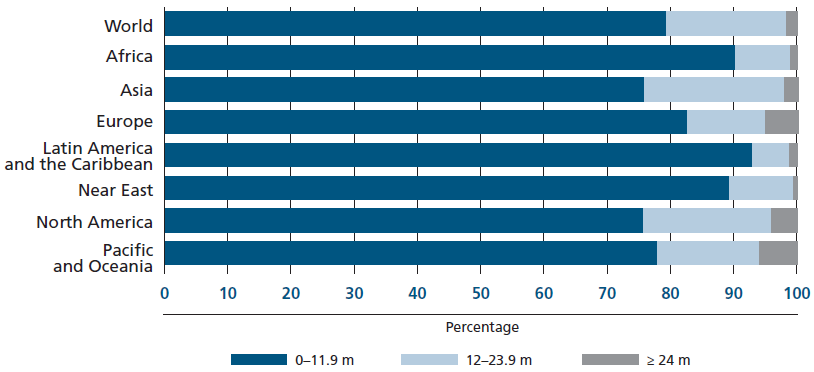 World
Africa
Asia
Europe
Latin America
and the Caribbean
Near East
North America
Pacific
and Oceania
0 10 20 30 40 50 60 70 80 90 100
Percentage
0–11.9 m 12–23.9 m ≥ 24 m